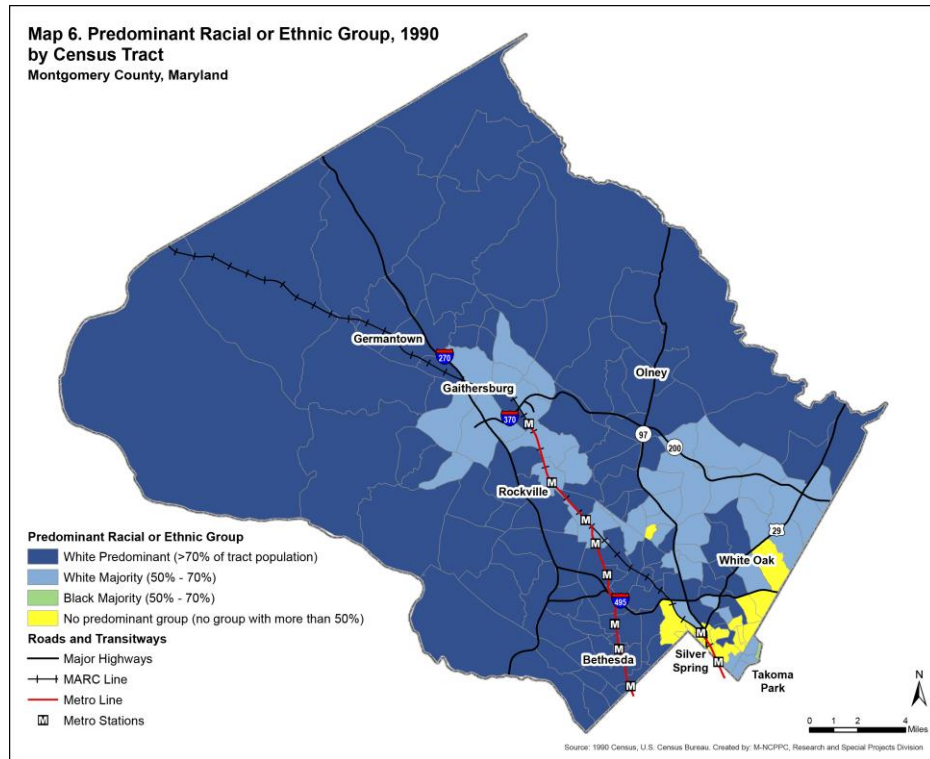 Map 6. Predominant Racial or Ethnic Group, 1990
by Census Tract
Montgomery County, Maryland
Germantown
270
Gaithersburg
Olney
370
97
200
Rockville
29
White Oak
495
Bethesda
Silver
Spring
Takoma
Park
M
M
M
M
M
M
M
M
M
M
Predominant Racial or Ethnic Group
White Predominant (>70% of tract population)
White Majority (50% - 70%)
Black Majority (50% - 70%)
No predominant group (no group with more than 50%)
Roads and Transitways
Major Highways
MARC Line
Metro Line
M Metro Stations
N
0 1 2 4
Miles
Source: 1990 Census, U.S. Census Bureau. Created by: M-NCPPC, Research and Special Projects Division